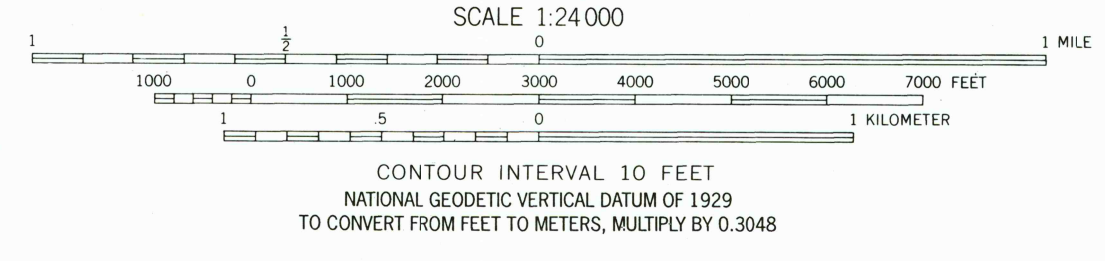 SCALE 1:24 000
1 1/2 0 1 MILE
1000 0 1000 2000 3000 4000 5000 6000 7000 FEET
1 .5 0 1 KILOMETER
CONTOUR INTERVAL 10 FEET
NATIONAL GEODETIC VERTICAL DATUM OF 1929
TO CONVERT FROM FEET TO METERS, MULTIPLY BY 0.3048